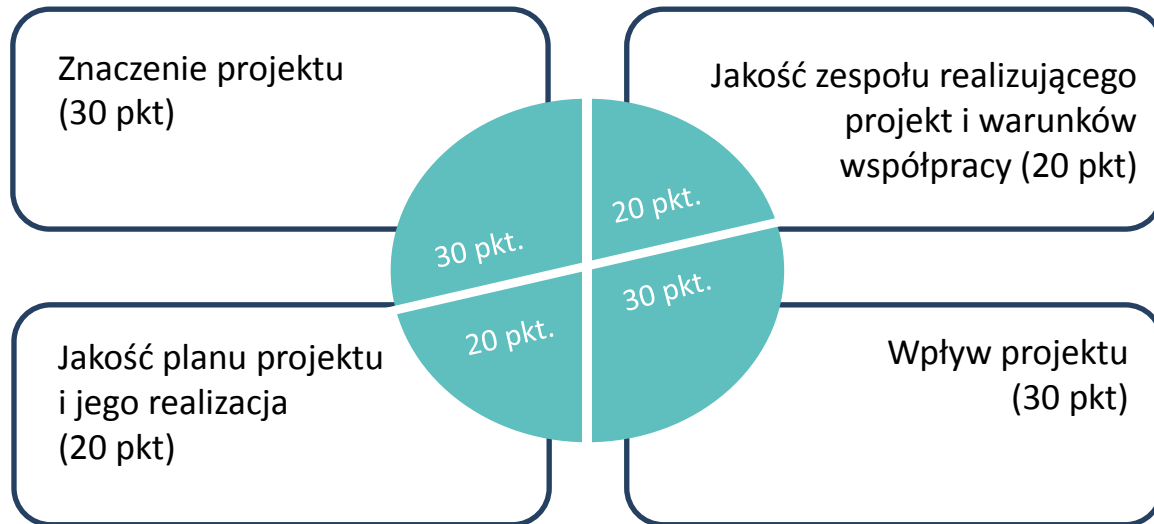 Znaczenie projektu
(30 pkt)
Jakość zespołu realizującego
projekt i warunków
współpracy (20 pkt)
30 pkt.
20 pkt.
20 pkt.
30 pkt.
Jakość planu projektu
i jego realizacja
(20 pkt)
Wpływ projektu
(30 pkt)